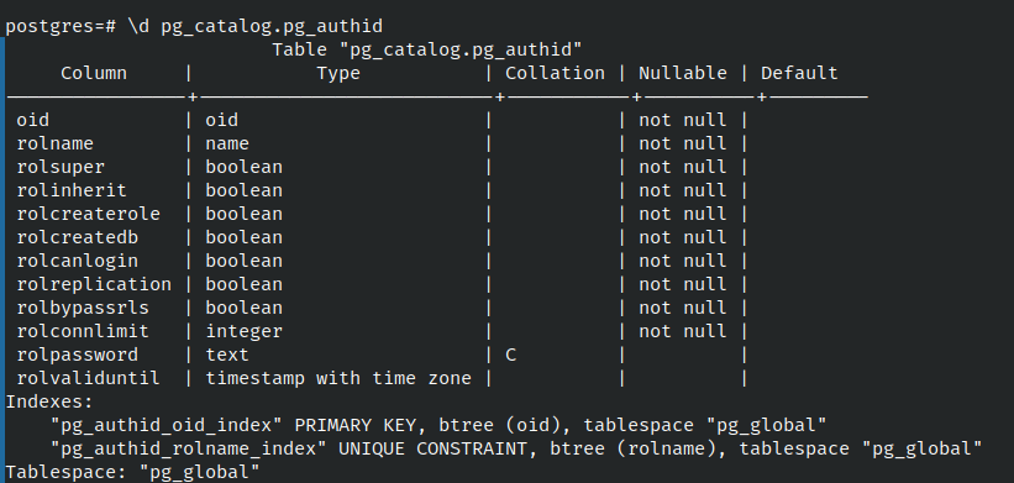 postgres=# \d pg_catalog.pg_authid
                        Table "pg_catalog.pg_authid"
     Column     |           Type           | Collation | Nullable | Default
----------------+--------------------------+-----------+----------+---------
 oid            | oid                      |           | not null |
 rolname        | name                     |           | not null |
 rolsuper       | boolean                  |           | not null |
 rolinherit     | boolean                  |           | not null |
 rolcreaterole  | boolean                  |           | not null |
 rolcreatedb    | boolean                  |           | not null |
 rolcanlogin    | boolean                  |           | not null |
 rolreplication | boolean                  |           | not null |
 rolbypassrls   | boolean                  |           | not null |
 rolconnlimit   | integer                  |           | not null |
 rolpassword    | text                     | C         |          |
 rolvaliduntil  | timestamp with time zone |           |          |
Indexes:
    "pg_authid_oid_index" PRIMARY KEY, btree (oid), tablespace "pg_global"
    "pg_authid_rolname_index" UNIQUE CONSTRAINT, btree (rolname), tablespace "pg_global"
Tablespace: "pg_global"